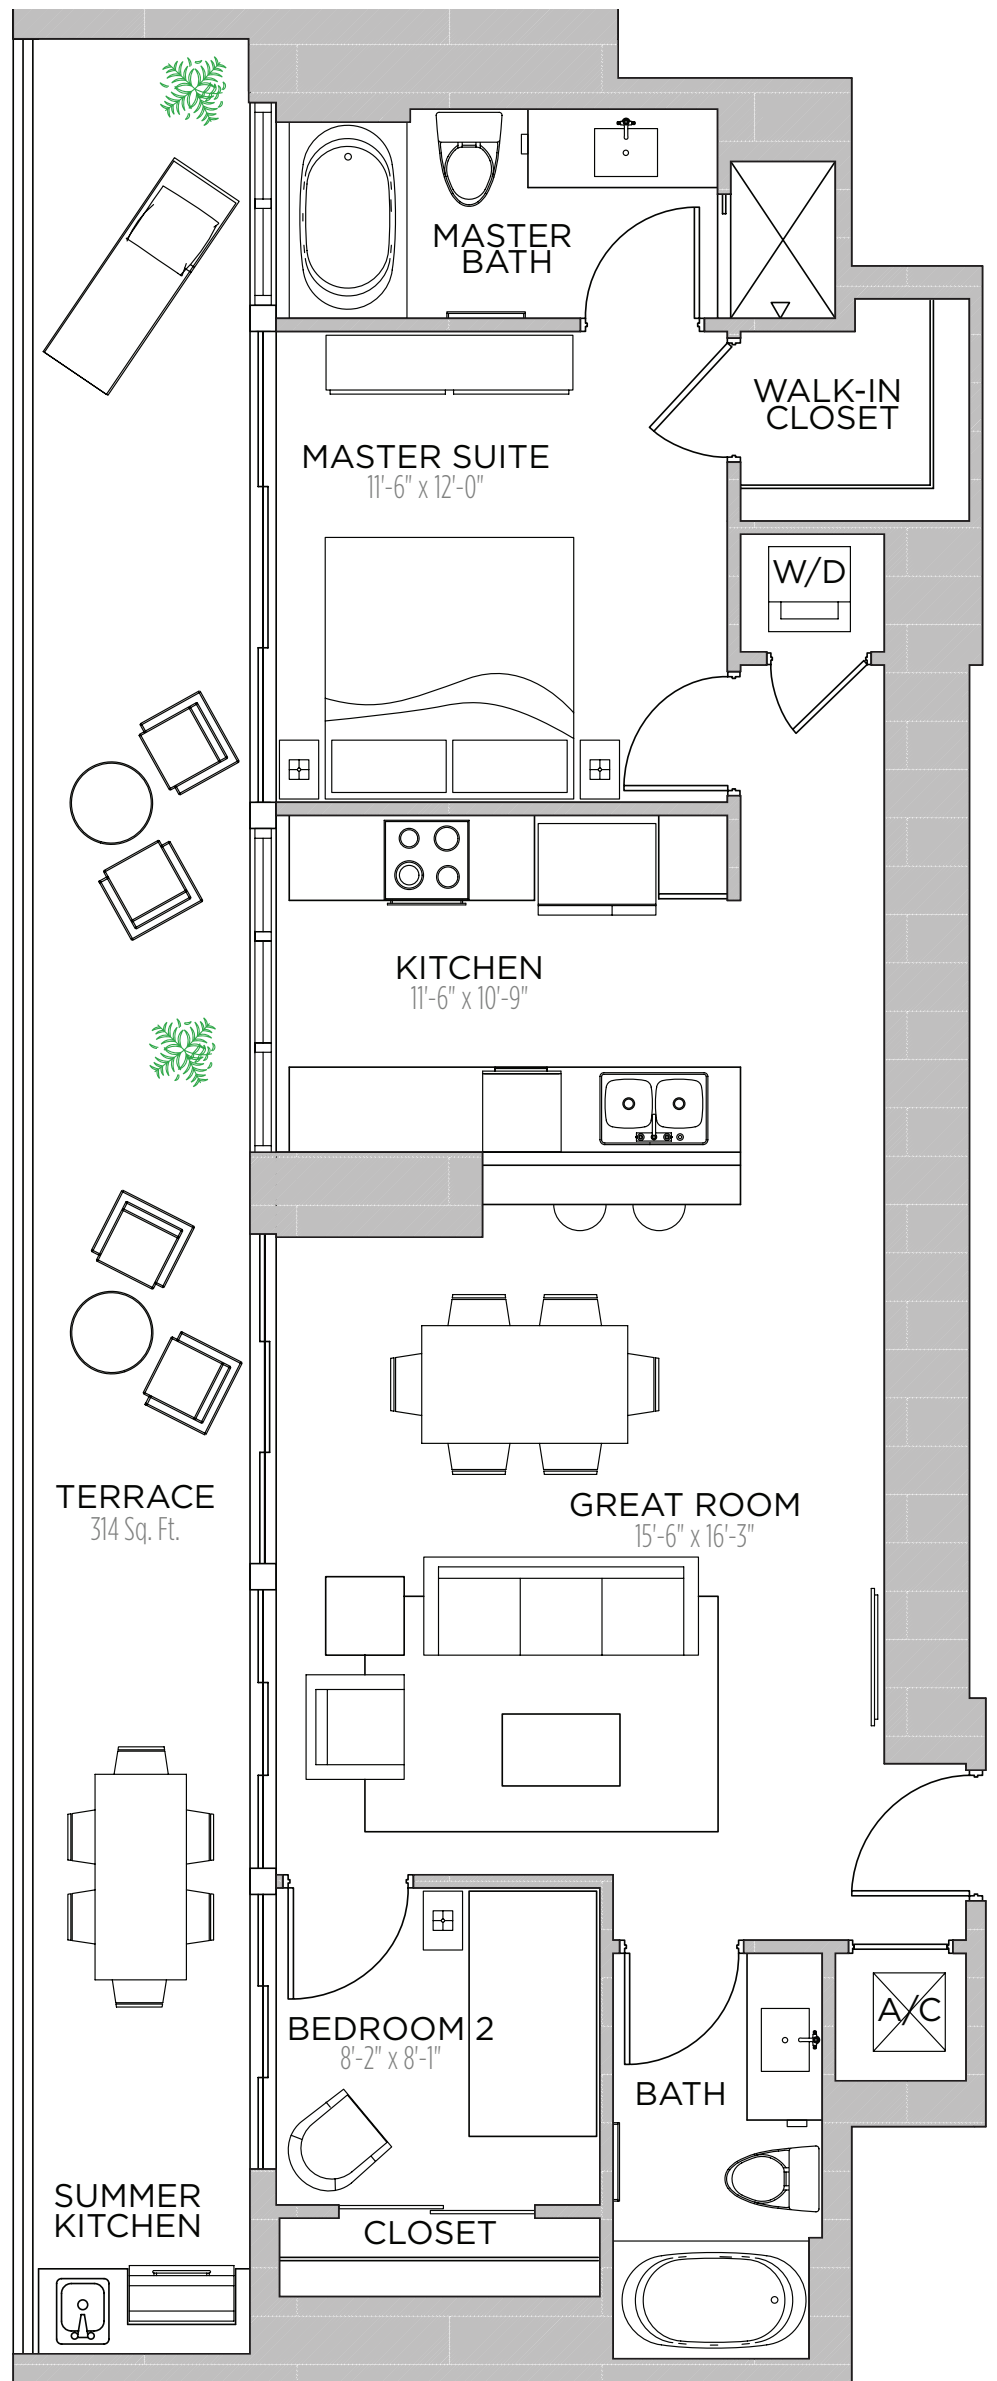 MASTER
BATH
WALK-IN
CLOSET
MASTER SUITE
11'-6" x 12'-0"
W/D
KITCHEN
11'-6" x 10'-9"
TERRACE
314 Sq. Ft.
GREAT ROOM
15'-6" x 16'-3"
A/C
BEDROOM 2
8'-2" x 8'-1"
BATH
SUMMER
KITCHEN
CLOSET